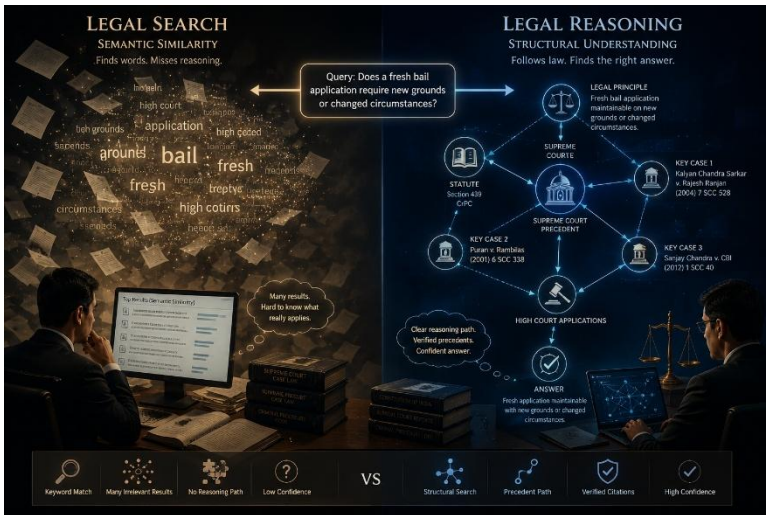 LEGAL SEARCH
SEMANTIC SIMILARITY
Finds words. Misses reasoning.
LEGAL REASONING
STRUCTURAL UNDERSTANDING
Follows law. Finds the right answer.
Query: Does a fresh bail
application require new grounds
or changed circumstances?
high court
application
bail
fresh
fresh
circumstances
LEGAL PRINCIPLE
Fresh bail application
maintainable on new
grounds or changed
circumstances.
SUPREME
STATUTE
Section 439
CrPC
SUPREME COURT
PRECEDENT
KEY CASE 1
Kalyan Chandra Sarkar
v. Rajesh Ranjan
(2004) 7 SCC 528
KEY CASE 2
Puran v. Rambilas
(2001) 6 SCC 338
KEY CASE 3
Sanjay Chandra v. CBI
(2012) 1 SCC 40
HIGH COURT APPLICATIONS
ANSWER
Fresh application maintainable
with new grounds or changed
circumstances.
Top Results (Semantic Similarity)
Many results.
Hard to know what
really applies.
Clear reasoning path.
Verified precedents.
Confident answer.
Keyword Match
Many Irrelevant Results
No Reasoning Path
Low Confidence
VS
Structural Search
Precedent Path
Verified Citations
High Confidence